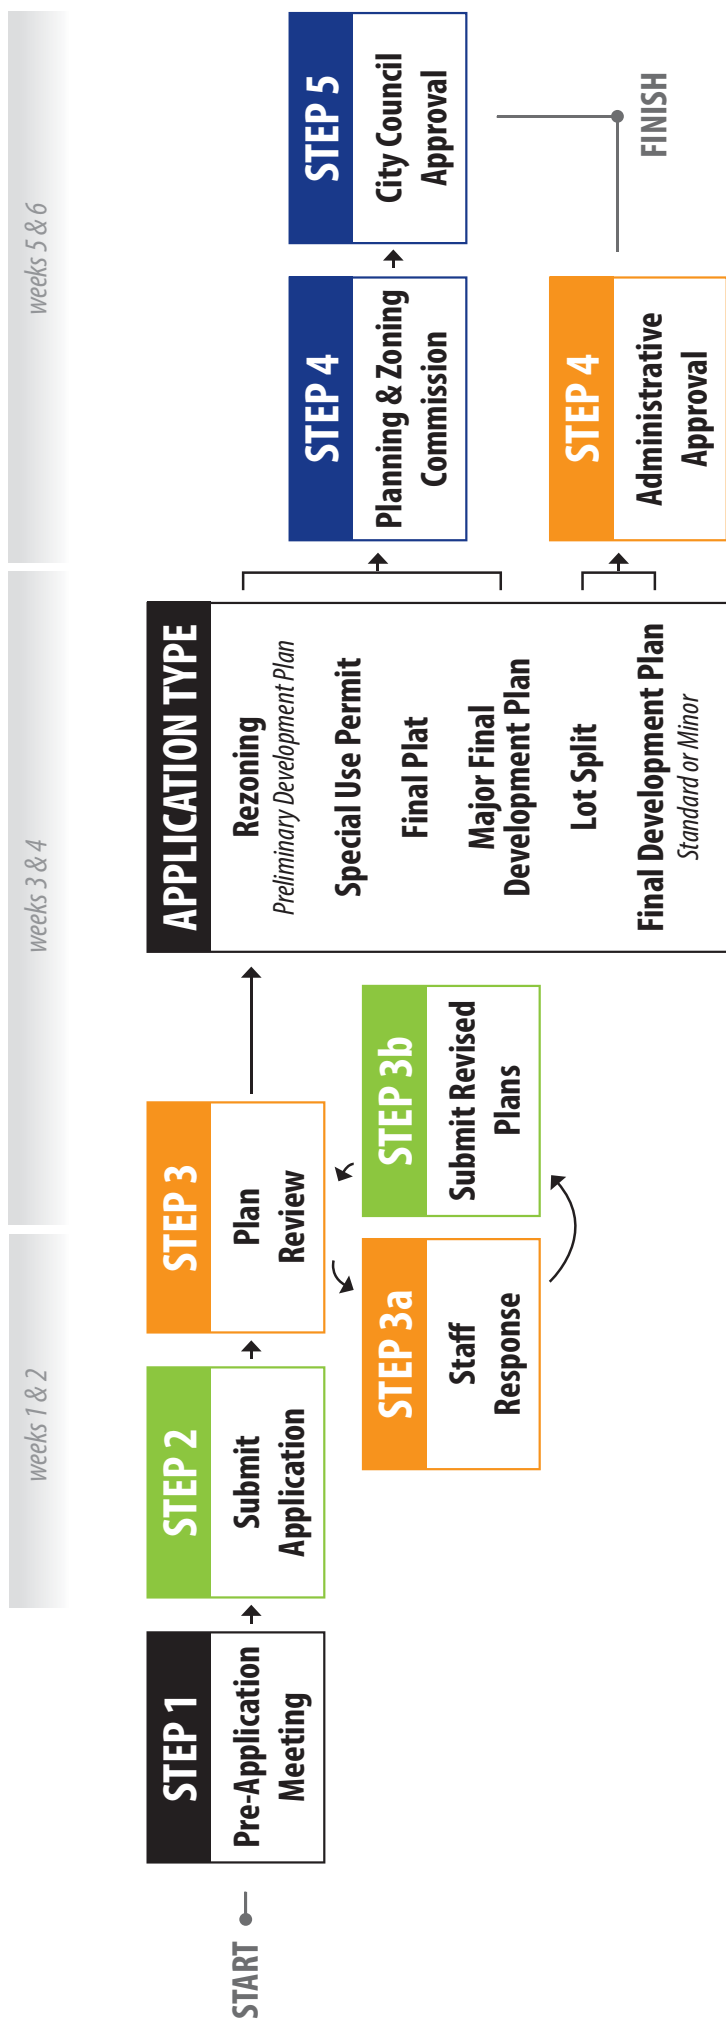 weeks 1 & 2
weeks 3 & 4
weeks 5 & 6
START
STEP 1
Pre-Application
Meeting
STEP 2
Submit
Application
STEP 3
Plan
Review
STEP 3a
Staff
Response
STEP 3b
Submit Revised
Plans
APPLICATION TYPE
Rezoning
Preliminary Development Plan
Special Use Permit
Final Plat
Major Final
Development Plan
Lot Split
Final Development Plan
Standard or Minor
STEP 4
Planning & Zoning
Commission
STEP 5
City Council
Approval
STEP 4
Administrative
Approval
FINISH